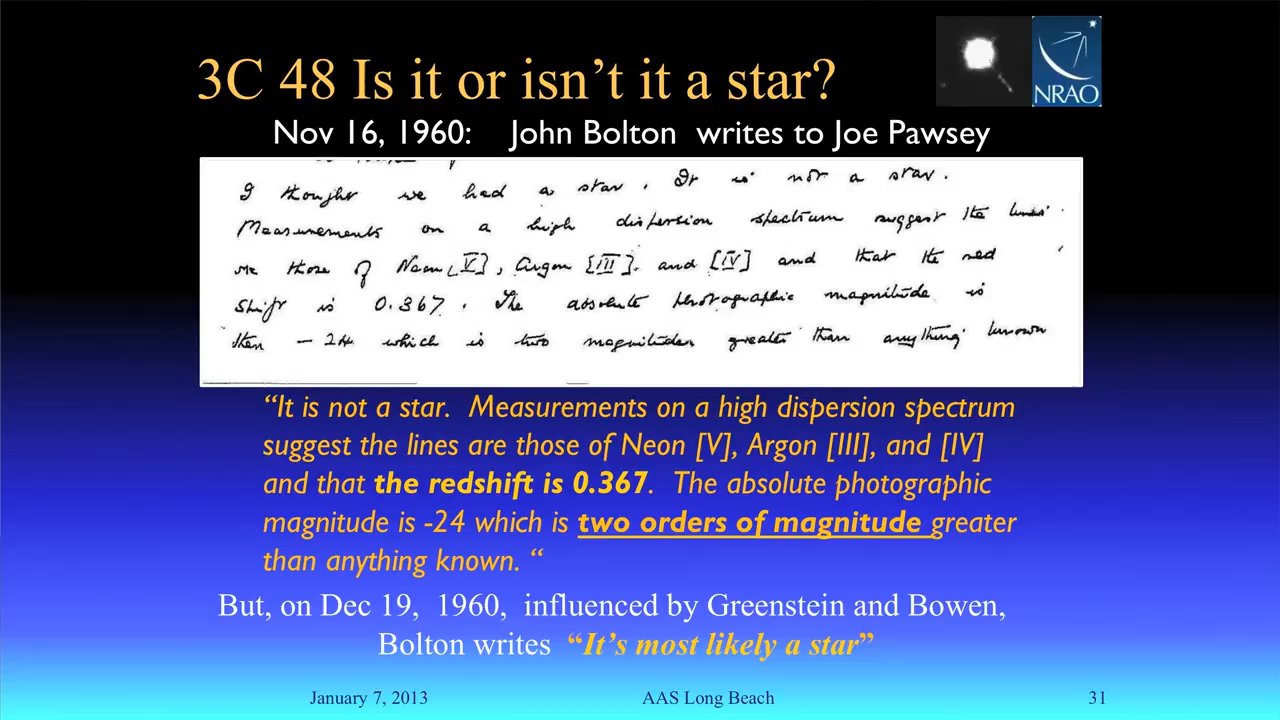 3C 48 Is it or isn’t it a star?
NRAO
Nov 16, 1960: John Bolton writes to Joe Pawsey
I thought we had a star. It is not a star.
Measurements on a high dispersion spectrum suggest the lines
are those of Neon [V], Argon [III]. and [IV] and that the red
shift is 0.367. The absolute photographic magnitude is
then – 24 which is two magnitudes greater than anything known
“It is not a star. Measurements on a high dispersion spectrum
suggest the lines are those of Neon [V], Argon [III], and [IV]
and that the redshift is 0.367. The absolute photographic
magnitude is -24 which is two orders of magnitude greater
than anything known. “
But, on Dec 19, 1960, influenced by Greenstein and Bowen,
Bolton writes “It’s most likely a star”
January 7, 2013 AAS Long Beach 31